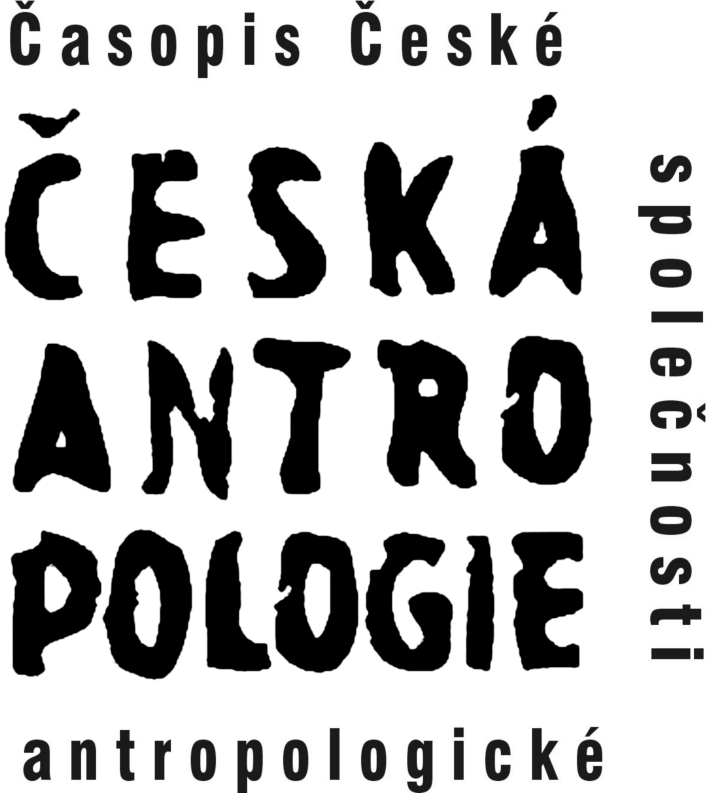 Časopis České
společnosti
antropologické
ČESKÁ
ANTRO
POLOGIE